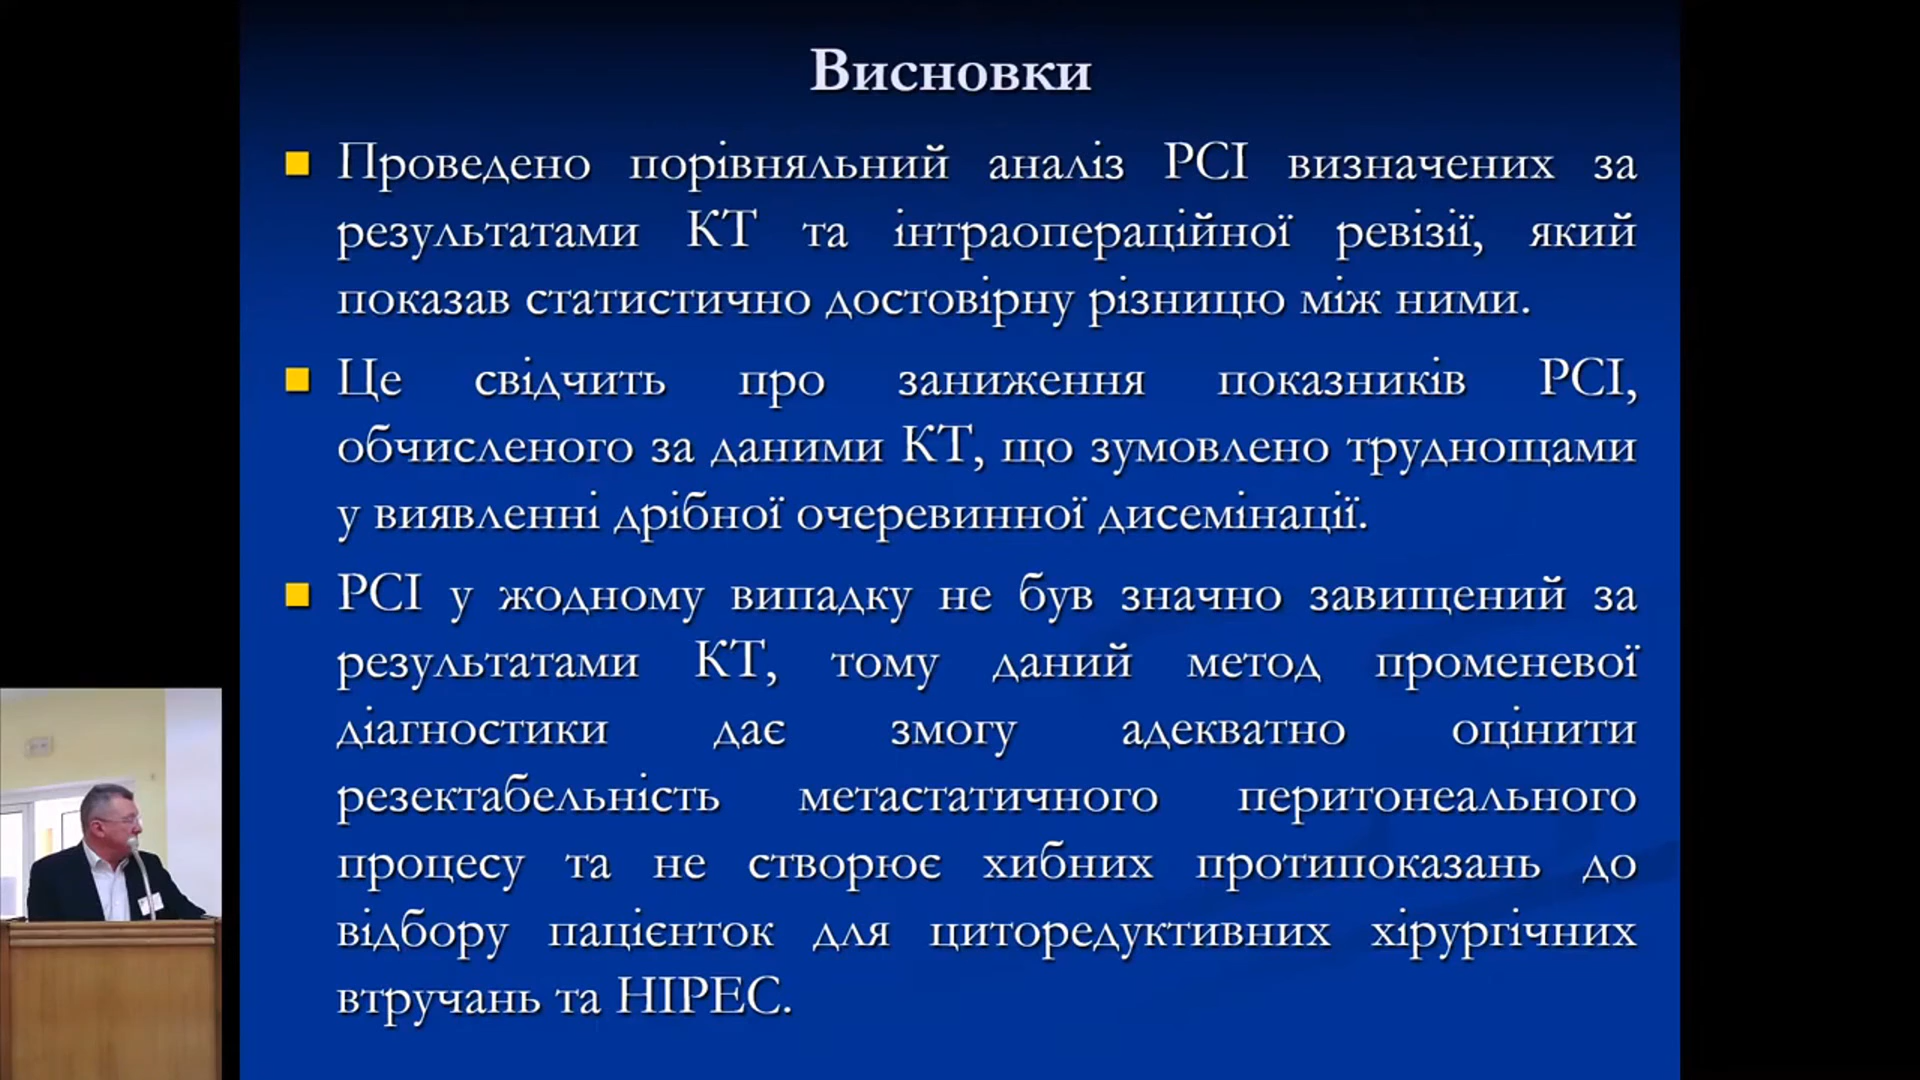 Висновки
Проведено порівняльний аналіз PCI визначених за
результатами КТ та інтраопераційної ревізії, який
показав статистично достовірну різницю між ними.
Це свідчить про заниження показників PCI,
обчисленого за даними КТ, що зумовлено труднощами
у виявленні дрібної очеревинної дисемінації.
PCI у жодному випадку не був значно завищений за
результатами КТ, тому даний метод променевої
діагностики дає змогу адекватно оцінити
резектабельність метастатичного перитонеального
процесу та не створює хибних протипоказань до
відбору пацієнток для циторедуктивних хірургічних
втручань та HIPEC.